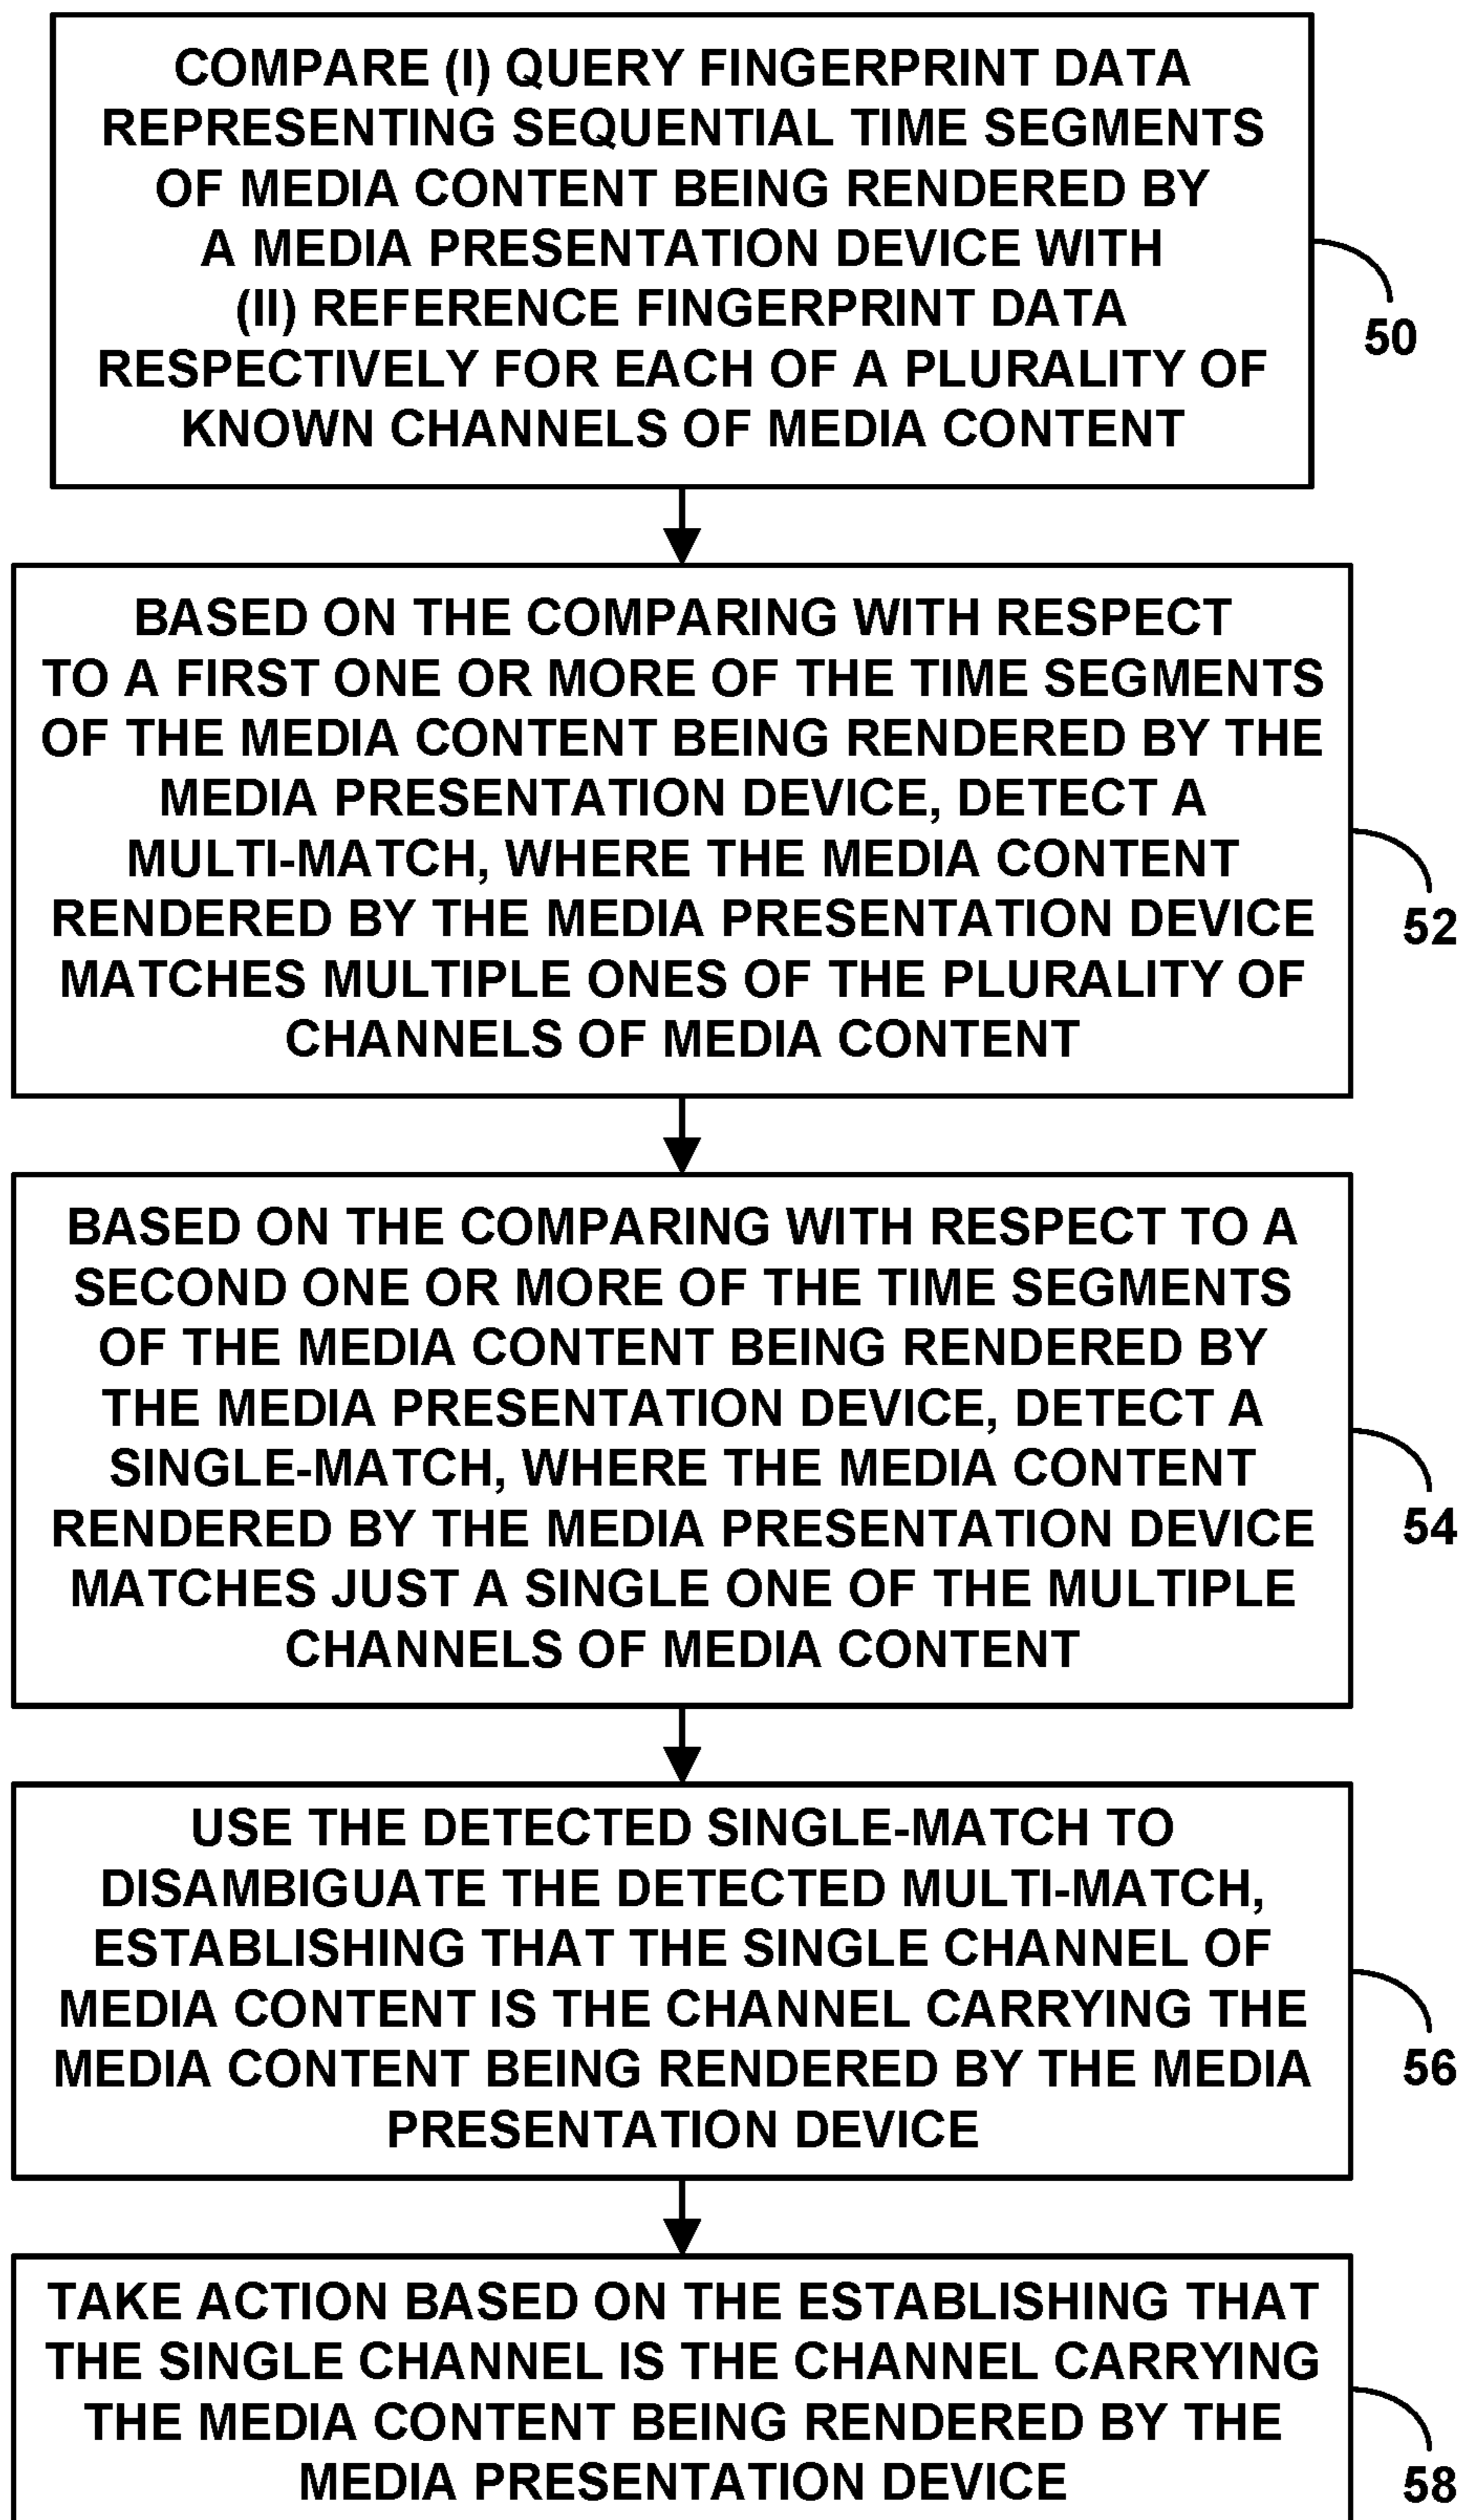 COMPARE (I) QUERY FINGERPRINT DATA
REPRESENTING SEQUENTIAL TIME SEGMENTS
OF MEDIA CONTENT BEING RENDERED BY
A MEDIA PRESENTATION DEVICE WITH
(II) REFERENCE FINGERPRINT DATA
RESPECTIVELY FOR EACH OF A PLURALITY OF
KNOWN CHANNELS OF MEDIA CONTENT
50
BASED ON THE COMPARING WITH RESPECT
TO A FIRST ONE OR MORE OF THE TIME SEGMENTS
OF THE MEDIA CONTENT BEING RENDERED BY THE
MEDIA PRESENTATION DEVICE, DETECT A
MULTI-MATCH, WHERE THE MEDIA CONTENT
RENDERED BY THE MEDIA PRESENTATION DEVICE
MATCHES MULTIPLE ONES OF THE PLURALITY OF
CHANNELS OF MEDIA CONTENT
52
BASED ON THE COMPARING WITH RESPECT TO A
SECOND ONE OR MORE OF THE TIME SEGMENTS
OF THE MEDIA CONTENT BEING RENDERED BY
THE MEDIA PRESENTATION DEVICE, DETECT A
SINGLE-MATCH, WHERE THE MEDIA CONTENT
RENDERED BY THE MEDIA PRESENTATION DEVICE
MATCHES JUST A SINGLE ONE OF THE MULTIPLE
CHANNELS OF MEDIA CONTENT
54
USE THE DETECTED SINGLE-MATCH TO
DISAMBIGUATE THE DETECTED MULTI-MATCH,
ESTABLISHING THAT THE SINGLE CHANNEL OF
MEDIA CONTENT IS THE CHANNEL CARRYING THE
MEDIA CONTENT BEING RENDERED BY THE MEDIA
PRESENTATION DEVICE
56
TAKE ACTION BASED ON THE ESTABLISHING THAT
THE SINGLE CHANNEL IS THE CHANNEL CARRYING
THE MEDIA CONTENT BEING RENDERED BY THE
MEDIA PRESENTATION DEVICE
58